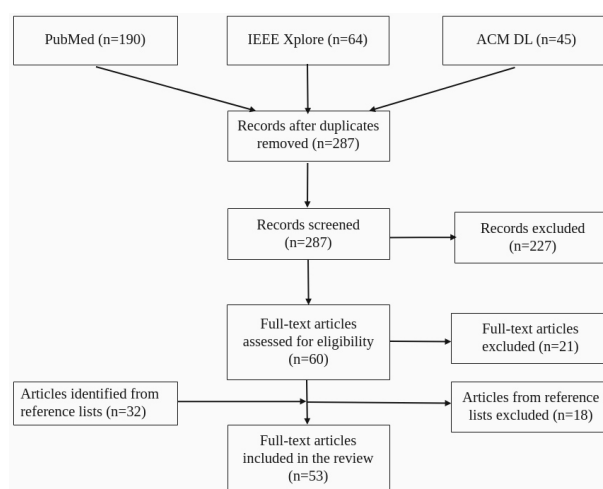 PubMed (n=190)
IEEE Xplore (n=64)
ACM DL (n=45)
Records after duplicates
removed (n=287)
Records screened
(n=287)
Records excluded
(n=227)
Full-text articles
assessed for eligibility
(n=60)
Full-text articles
excluded (n=21)
Articles identified from
reference lists (n=32)
Articles from reference
lists excluded (n=18)
Full-text articles
included in the review
(n=53)